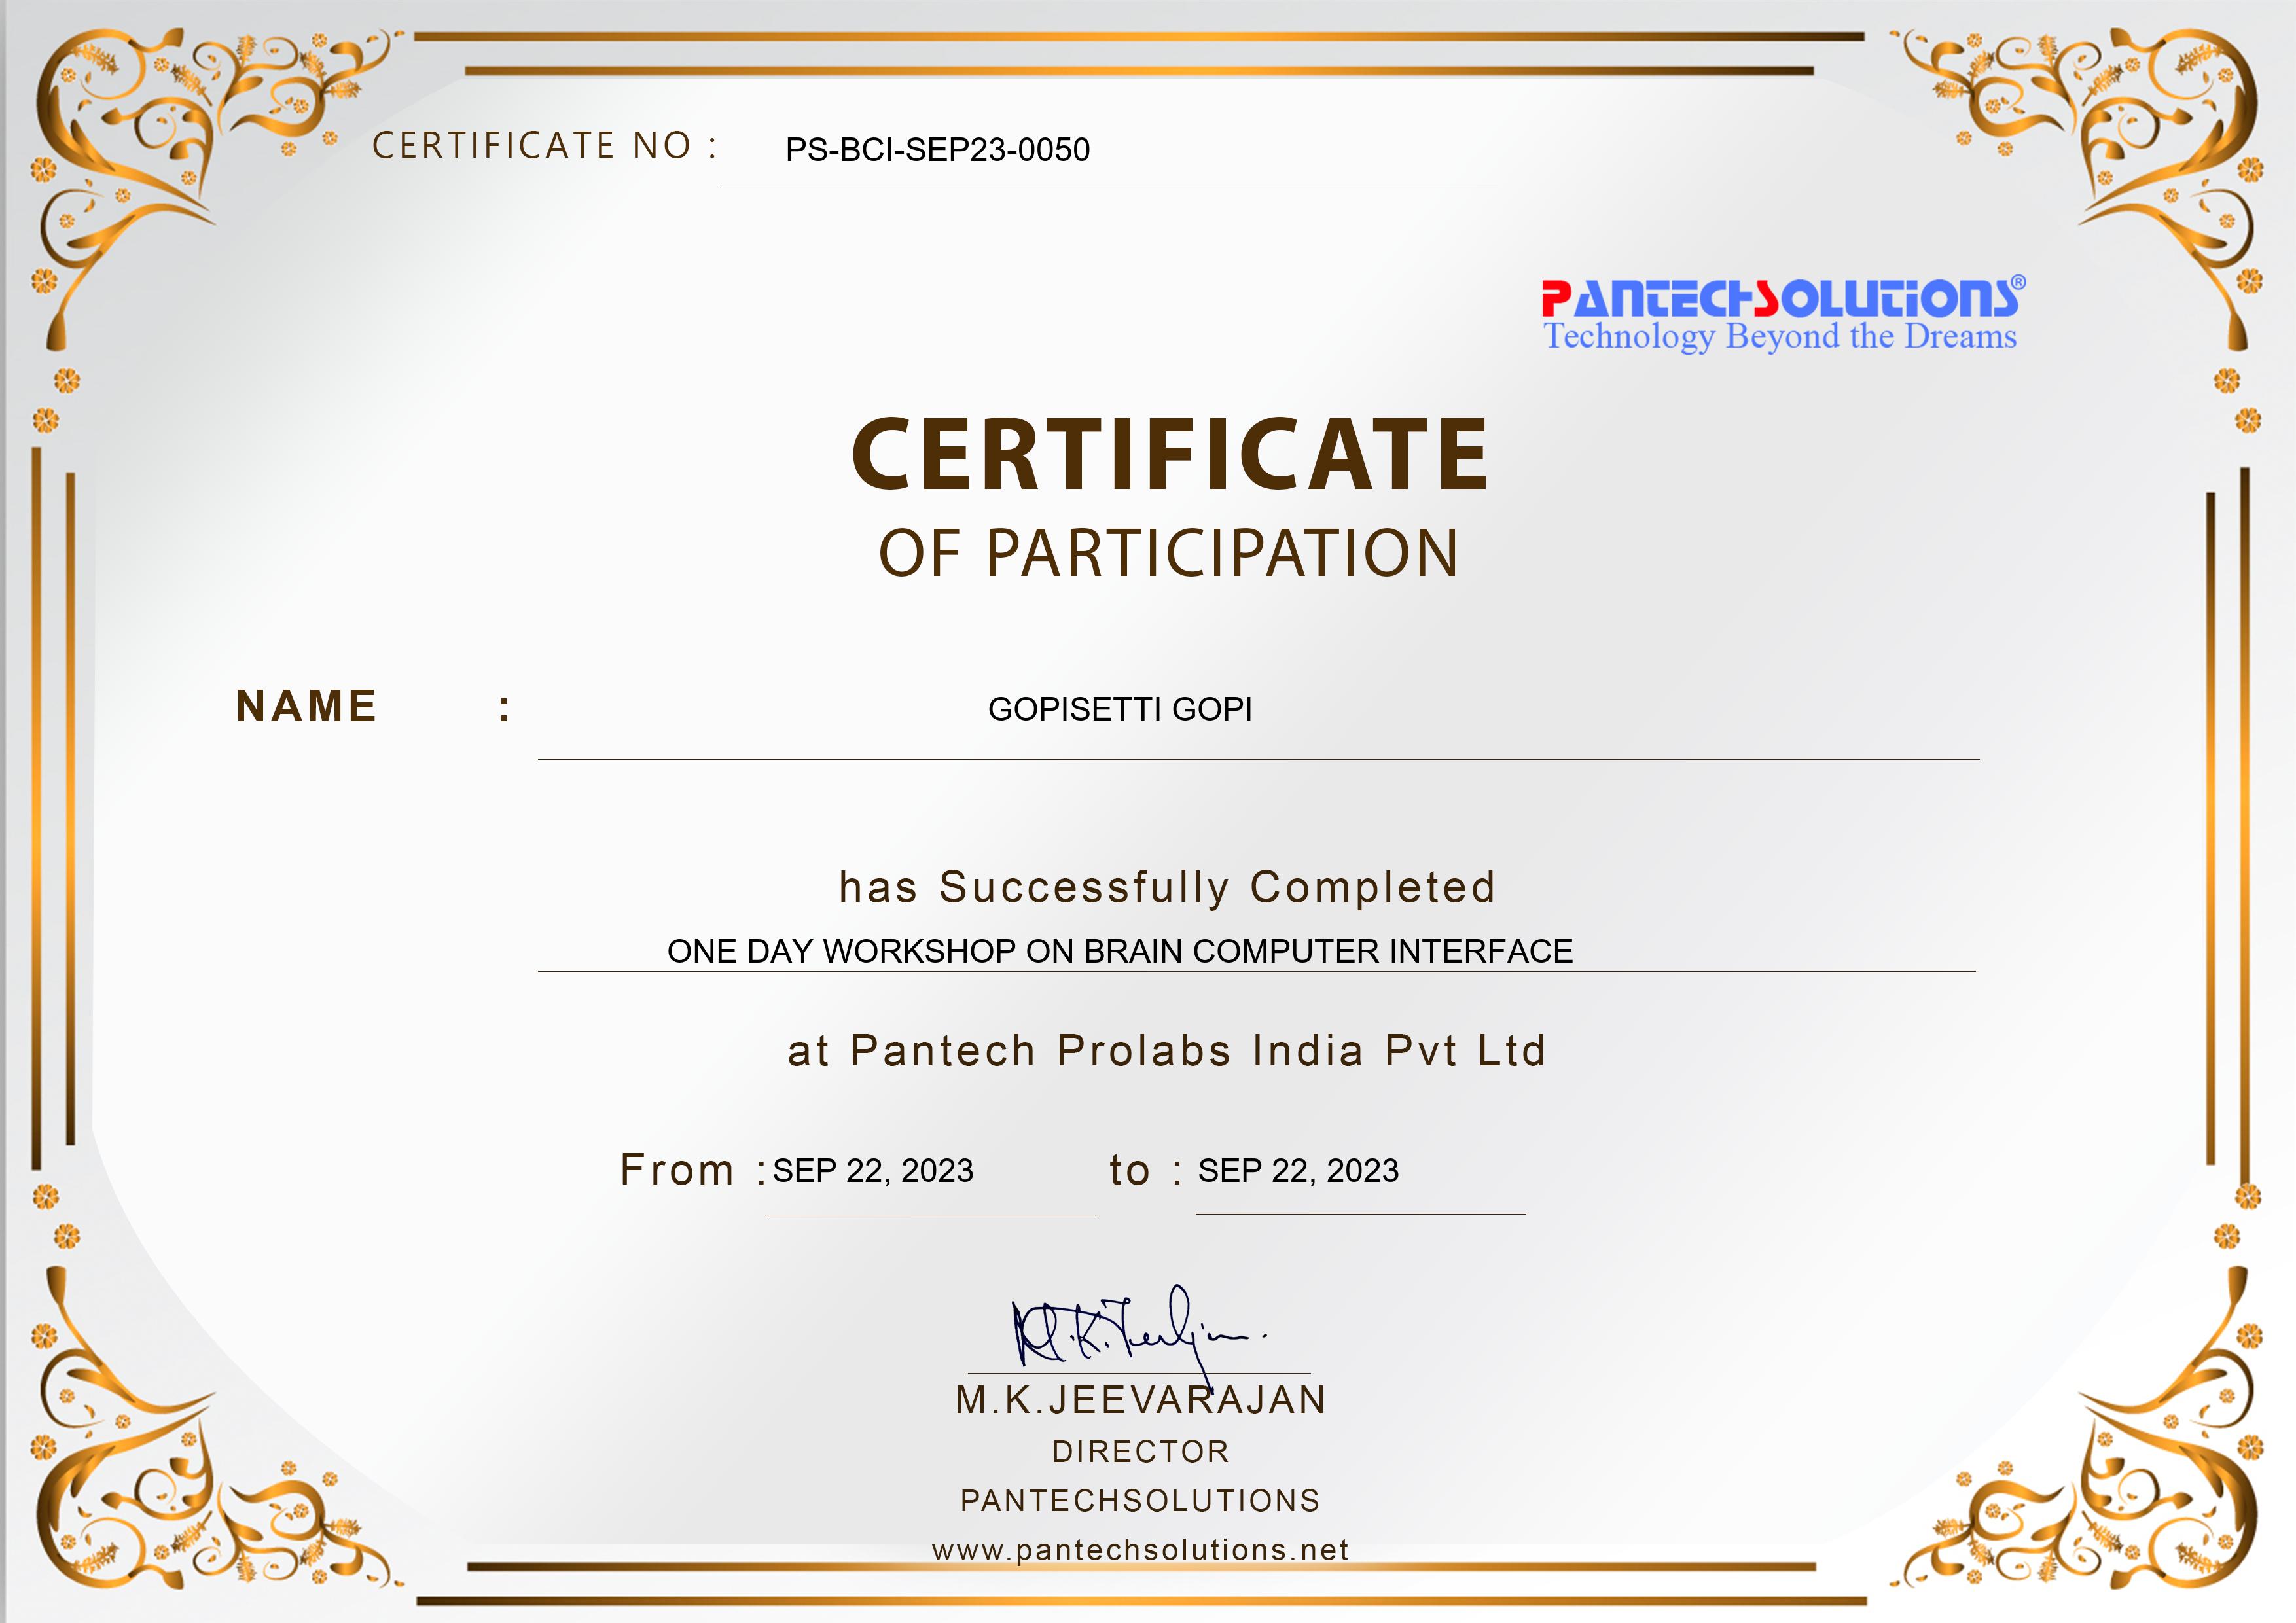 CERTIFICATE NO : PS-BCI-SEP23-0050
PANTECHSOLUTIONS®
Technology Beyond the Dreams
CERTIFICATE
OF PARTICIPATION
NAME : GOPISETTI GOPI
has Successfully Completed
ONE DAY WORKSHOP ON BRAIN COMPUTER INTERFACE
at Pantech Prolabs India Pvt Ltd
From : SEP 22, 2023 to : SEP 22, 2023
M.K.JEEVARAJAN
DIRECTOR
PANTECHSOLUTIONS
www.pantechsolutions.net